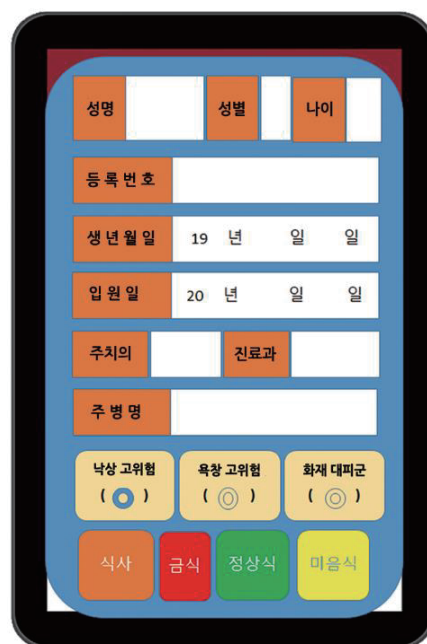 성명 성별 나이
등록번호
생년월일 19 년 일 일
입원일 20 년 일 일
주치의 진료과
주병명
낙상 고위험 욕창 고위험 화재 대피군
( ◎ ) ( ◎ ) ( ◎ )
식사 금식 정상식 미음식